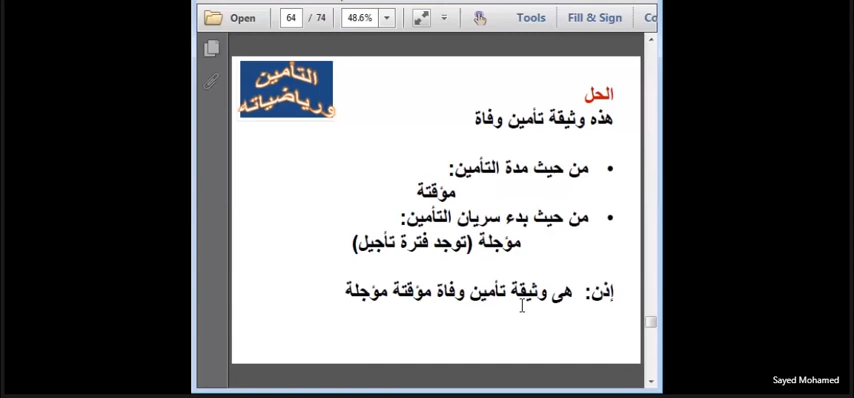 Open 64 / 74 48.6% Tools Fill & Sign Co
التأمين
ورياضياته
الحل
هذه وثيقة تأمين وفاة
• من حيث مدة التأمين:
مؤقتة
• من حيث بدء سريان التأمين:
مؤجلة (توجد فترة تأجيل)
إذن: هى وثيقة تأمين وفاة مؤقتة مؤجلة
Sayed Mohamed